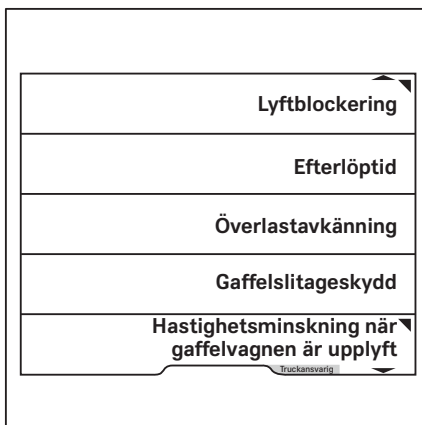 Lyftblockering
Efterlöptid
Överlastavkänning
Gaffelslitageskydd
Hastighetsminskning när
gaffelvagnen är upplyft
Truckansvarig